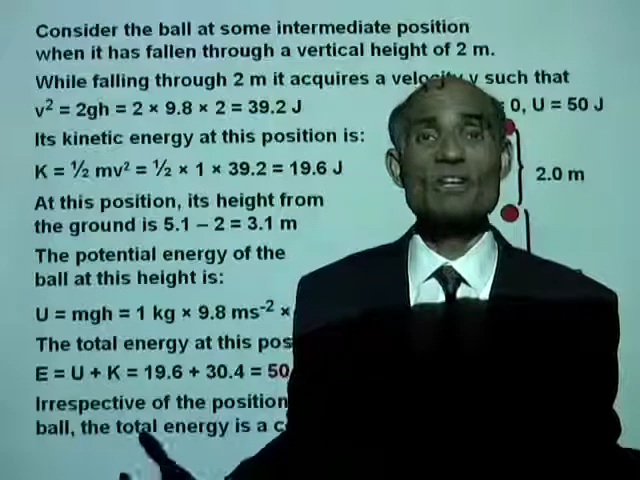 Consider the ball at some intermediate position
when it has fallen through a vertical height of 2 m.
While falling through 2 m it acquires a velocity v such that
v² = 2gh = 2 × 9.8 × 2 = 39.2 J
0, U = 50 J
Its kinetic energy at this position is:
K = ½ mv² = ½ × 1 × 39.2 = 19.6 J
2.0 m
At this position, its height from
the ground is 5.1 – 2 = 3.1 m
The potential energy of the
ball at this height is:
U = mgh = 1 kg × 9.8 ms⁻² ×
The total energy at this pos
E = U + K = 19.6 + 30.4 = 50
Irrespective of the position
ball, the total energy is a c